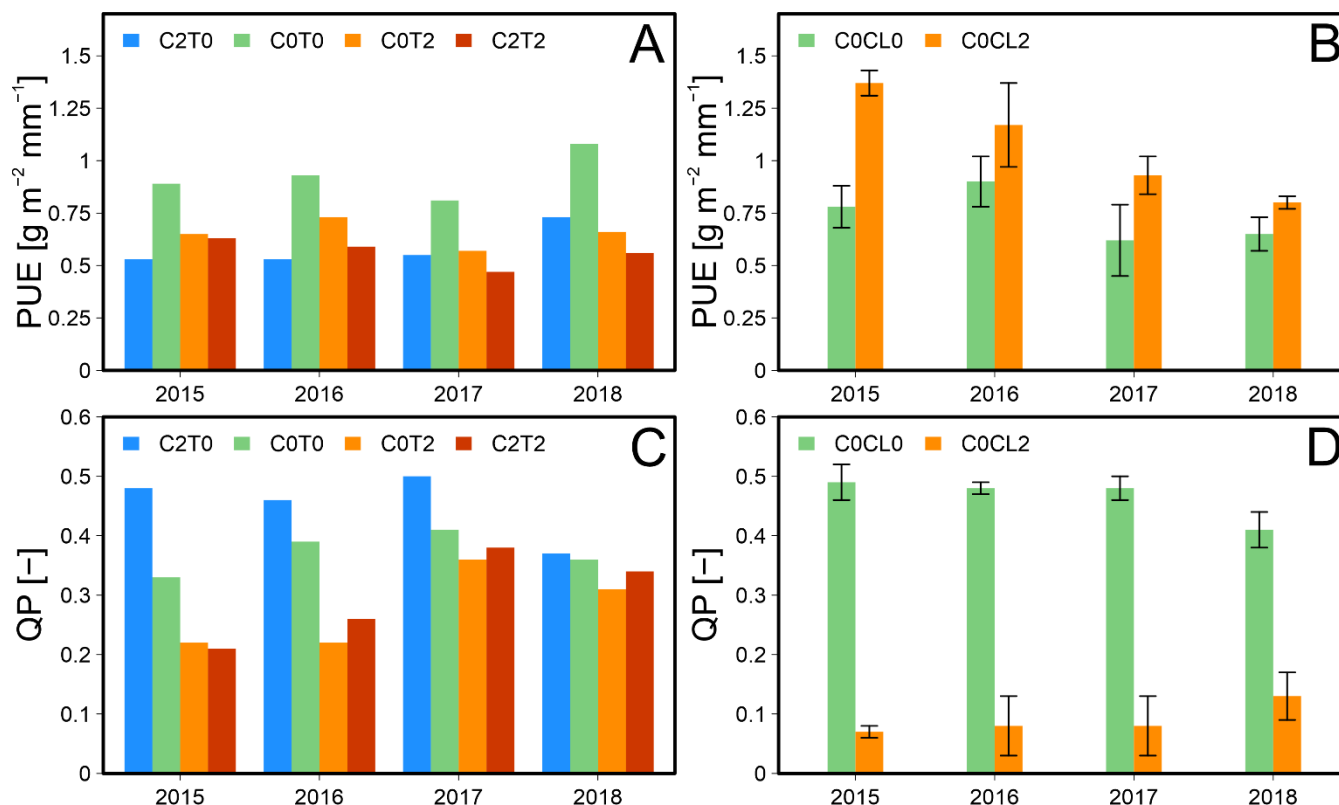 C2T0 C0T0 C0T2 C2T2 A
PUE [g m⁻² mm⁻¹]
1.5
1.25
1
0.75
0.5
0.25
0
2015 2016 2017 2018
C0CL0 C0CL2 B
PUE [g m⁻² mm⁻¹]
1.5
1.25
1
0.75
0.5
0.25
0
2015 2016 2017 2018
C2T0 C0T0 C0T2 C2T2 C
QP [−]
0.6
0.5
0.4
0.3
0.2
0.1
0
2015 2016 2017 2018
C0CL0 C0CL2 D
QP [−]
0.6
0.5
0.4
0.3
0.2
0.1
0
2015 2016 2017 2018